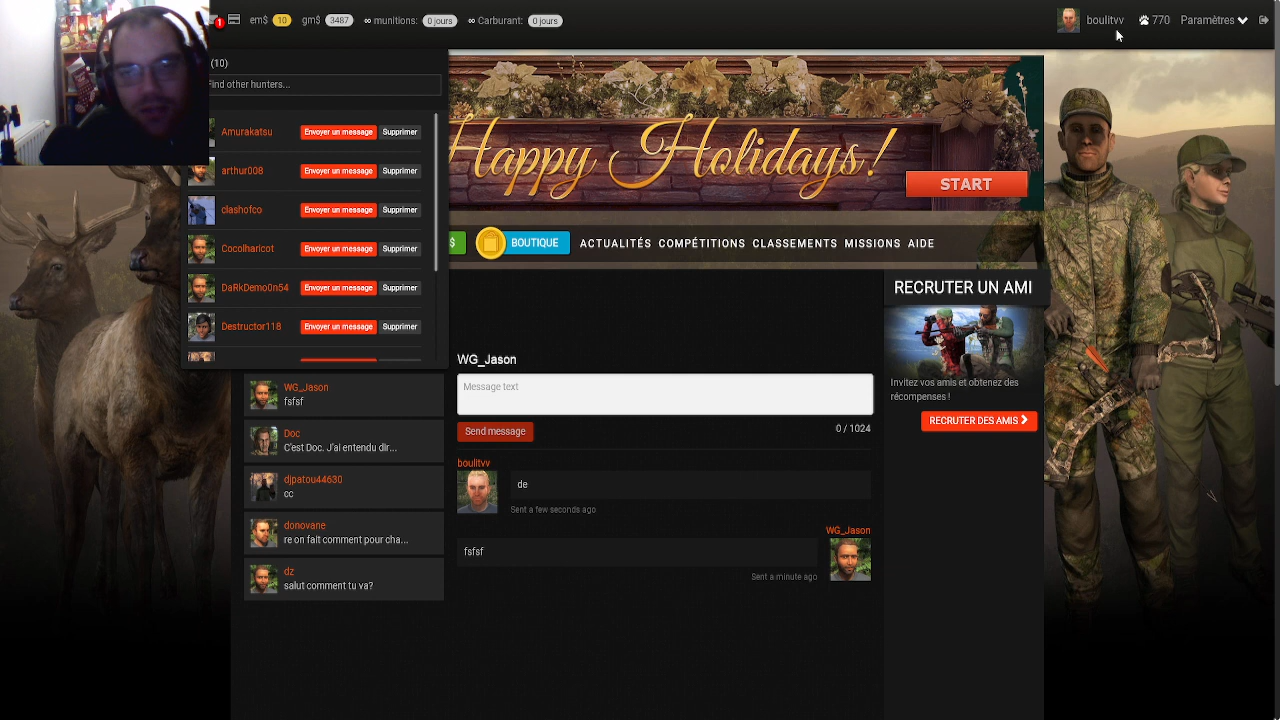 1 em$ 10 gm$ 3487 ∞ munitions: 0 jours ∞ Carburant: 0 jours boulitvv 770 Paramètres
(10)
Find other hunters...
Amurakatsu Envoyer un message Supprimer
arthur008 Envoyer un message Supprimer
clashofco Envoyer un message Supprimer
Cocolharicot Envoyer un message Supprimer
DaRkDemo0n54 Envoyer un message Supprimer
Destructor118 Envoyer un message Supprimer
Happy Holidays!
START
$ BOUTIQUE ACTUALITÉS COMPÉTITIONS CLASSEMENTS MISSIONS AIDE
WG_Jason
fsfsf
Doc
C'est Doc. J'ai entendu dir...
djpatou44630
cc
donovane
re on fait comment pour cha...
dz
salut comment tu va?
WG_Jason
Message text
Send message 0 / 1024
boulitvv
de
Sent a few seconds ago
WG_Jason
fsfsf
Sent a minute ago
RECRUTER UN AMI
Invitez vos amis et obtenez des
récompenses !
RECRUTER DES AMIS